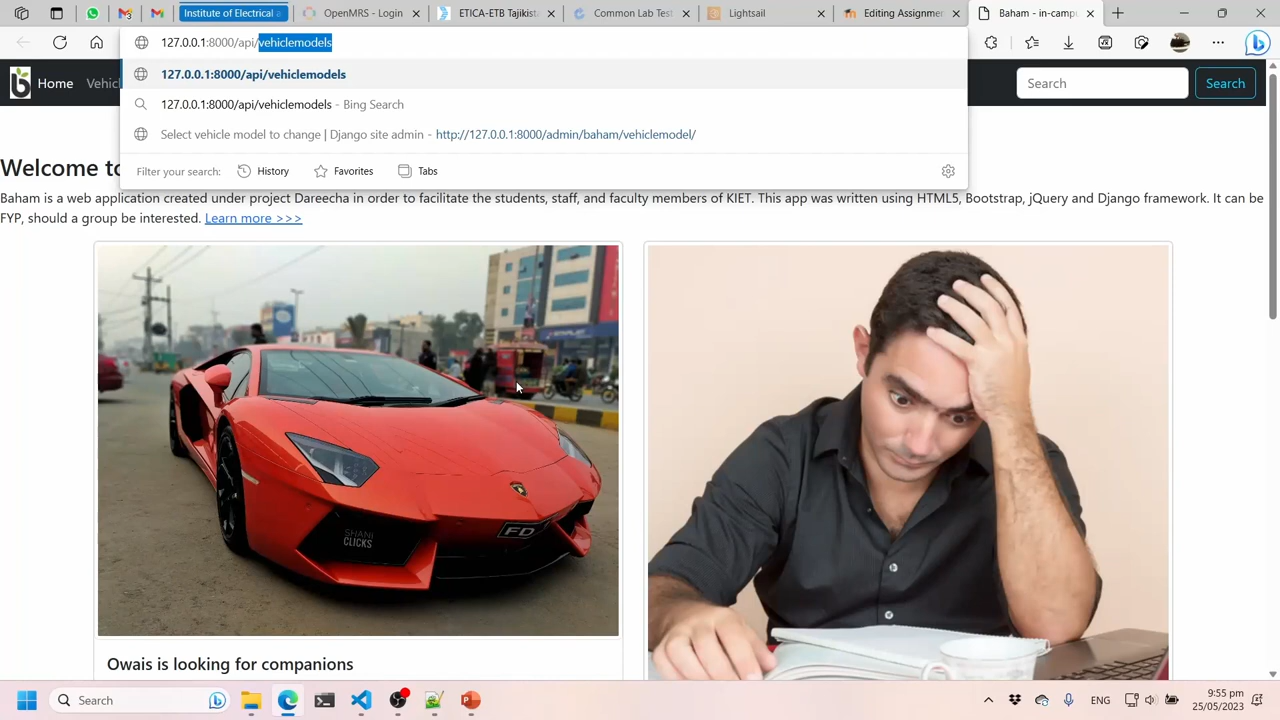 Institute of Electrical a
OpenMRS - Login
ETICA-ETB Tajikista
Common Lab Test
Lightsail
Editing assignme
Baham - in-campu
127.0.0.1:8000/api/vehiclemodels
127.0.0.1:8000/api/vehiclemodels
127.0.0.1:8000/api/vehiclemodels - Bing Search
Select vehicle model to change | Django site admin - http://127.0.0.1:8000/admin/baham/vehiclemodel/
Filter your search: History Favorites Tabs
Home Vehic
Search Search
Welcome to
Baham is a web application created under project Dareecha in order to facilitate the students, staff, and faculty members of KIET. This app was written using HTML5, Bootstrap, jQuery and Django framework. It can be
FYP, should a group be interested. Learn more >>>
SHANI
CLICKS
FD
Owais is looking for companions
Search
ENG
9:55 pm
25/05/2023